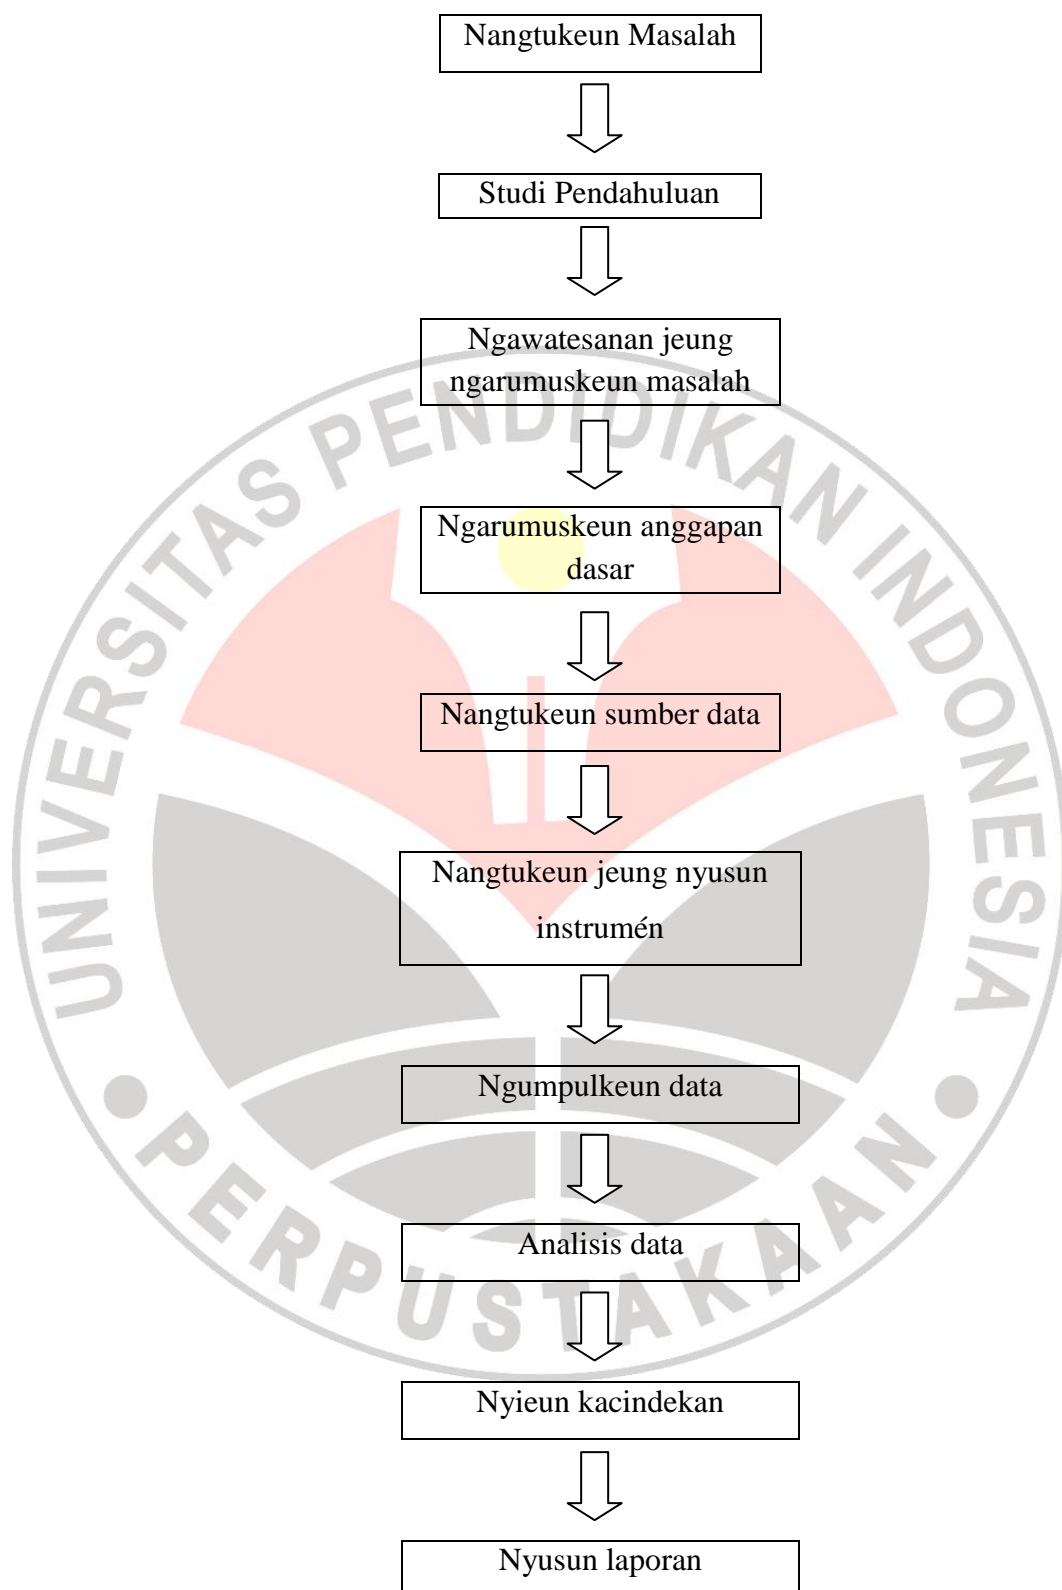 Nangtukeun Masalah
Studi Pendahuluan
Ngawatesanan jeung
ngarumuskeun masalah
Ngarumuskeun anggapan
dasar
Nangtukeun sumber data
Nangtukeun jeung nyusun
instrumén
Ngumpulkeun data
Analisis data
Nyieun kacindekan
Nyusun laporan
UNIVERSITAS PENDIDIKAN INDONESIA
PERPUSTAKAAN